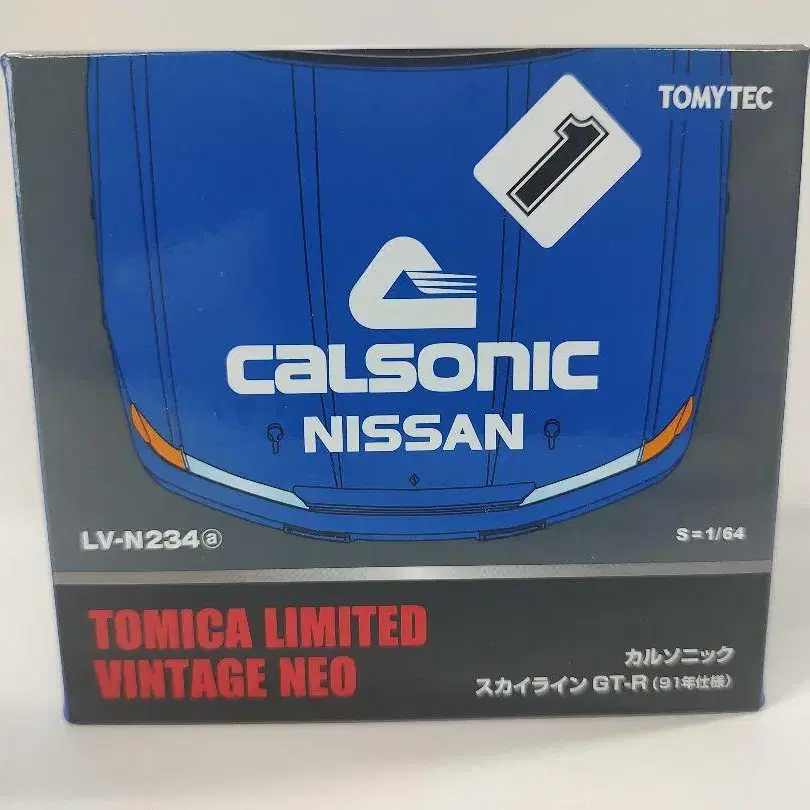 TOMYTEC
1
CALSONIC
NISSAN
LV-N234ⓐ
S=1/64
TOMICA LIMITED
VINTAGE NEO
カルソニック
スカイライン GT-R (91年仕様)